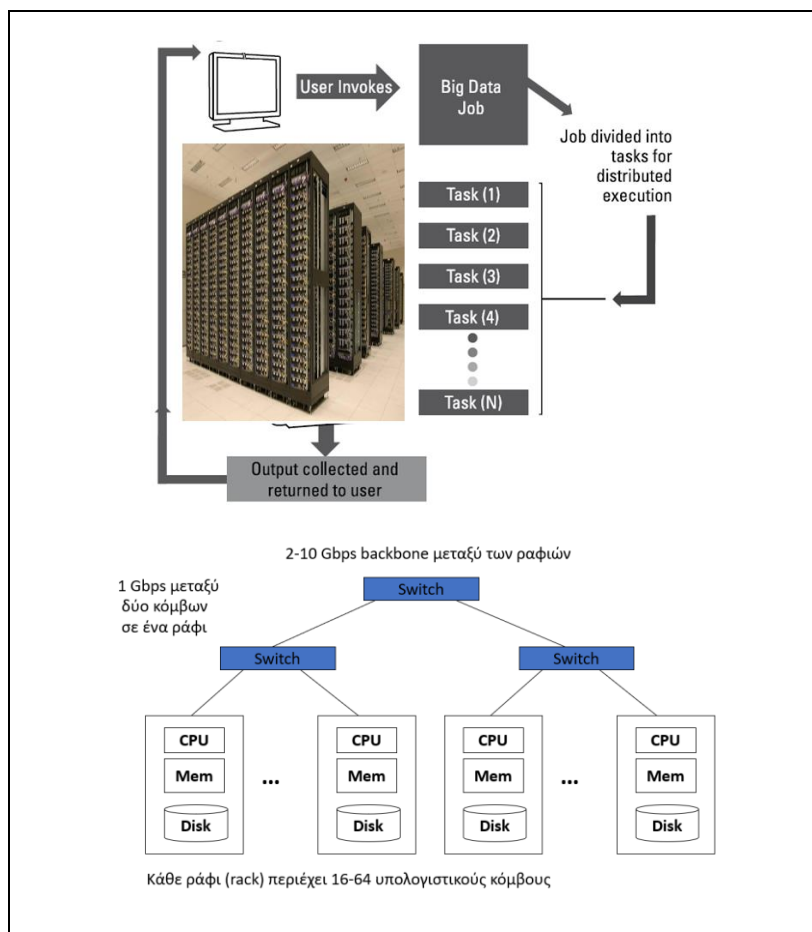 User Invokes
Big Data
Job
Job divided into
tasks for
distributed
execution
Task (1)
Task (2)
Task (3)
Task (4)
Task (N)
Output collected and
returned to user
2-10 Gbps backbone μεταξύ των ραφιών
1 Gbps μεταξύ
δύο κόμβων
σε ένα ράφι
Switch
Switch
Switch
CPU
Mem
Disk
...
CPU
Mem
Disk
CPU
Mem
Disk
...
CPU
Mem
Disk
Κάθε ράφι (rack) περιέχει 16-64 υπολογιστικούς κόμβους